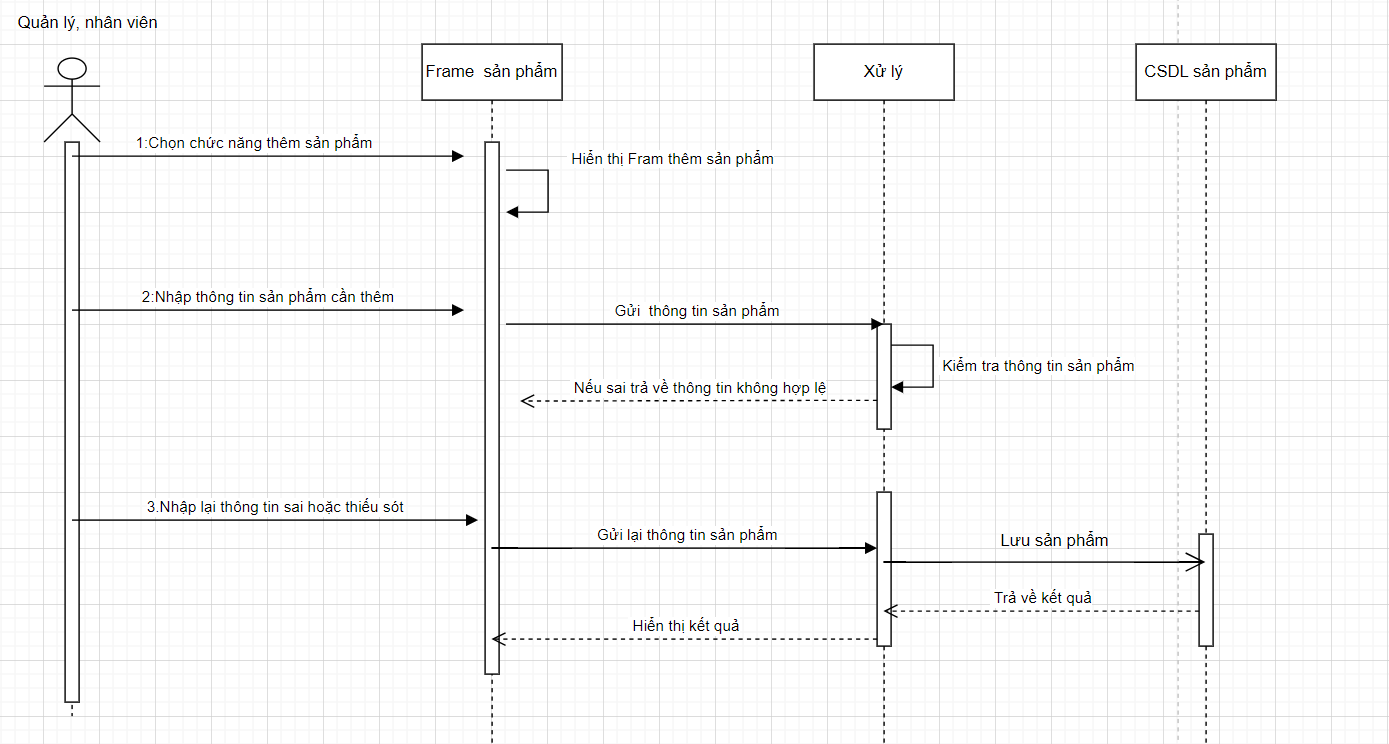 Quản lý, nhân viên
Frame sản phẩm
Xử lý
CSDL sản phẩm
1:Chọn chức năng thêm sản phẩm
Hiển thị Fram thêm sản phẩm
2:Nhập thông tin sản phẩm cần thêm
Gửi thông tin sản phẩm
Kiểm tra thông tin sản phẩm
Nếu sai trả về thông tin không hợp lệ
3.Nhập lại thông tin sai hoặc thiếu sót
Gửi lại thông tin sản phẩm
Lưu sản phẩm
Trả về kết quả
Hiển thị kết quả